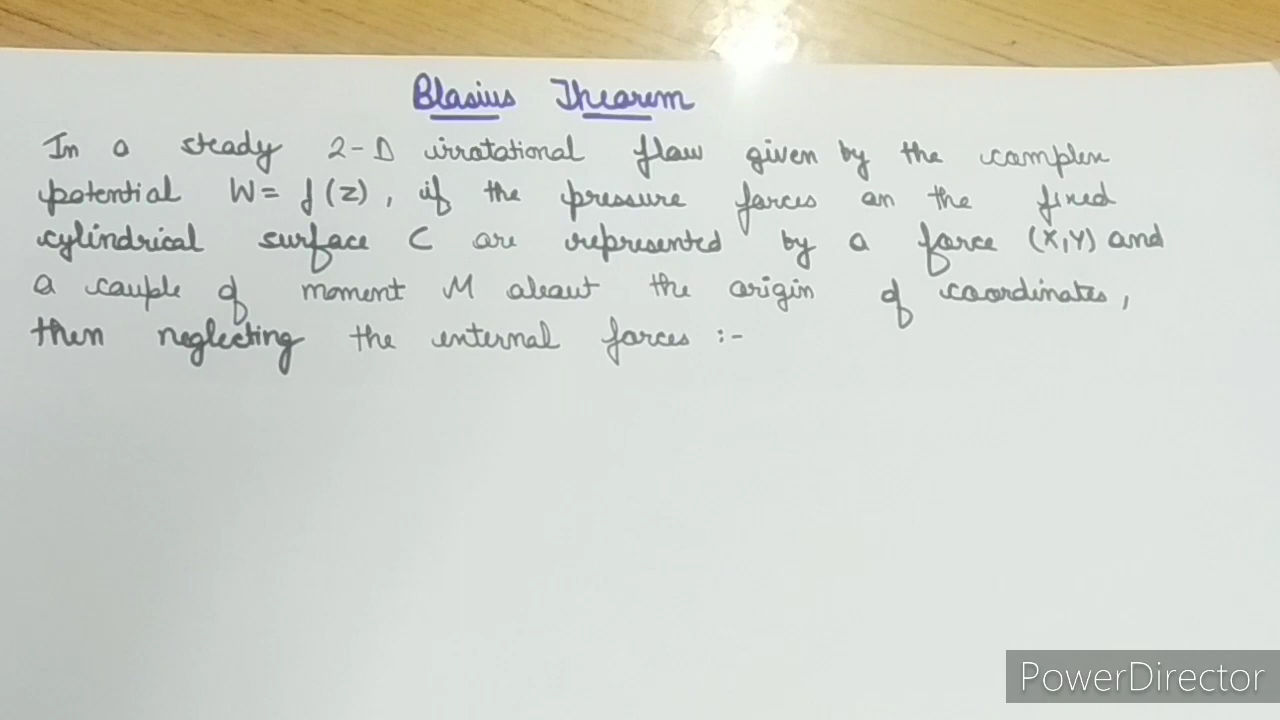 Blasius Theorem
In a steady 2-D irrotational flow given by the complex
potential W = f(z), if the pressure forces on the fixed
cylindrical surface C are represented by a force (X,Y) and
a couple of moment M about the origin of coordinates,
then neglecting the external forces :-
PowerDirector